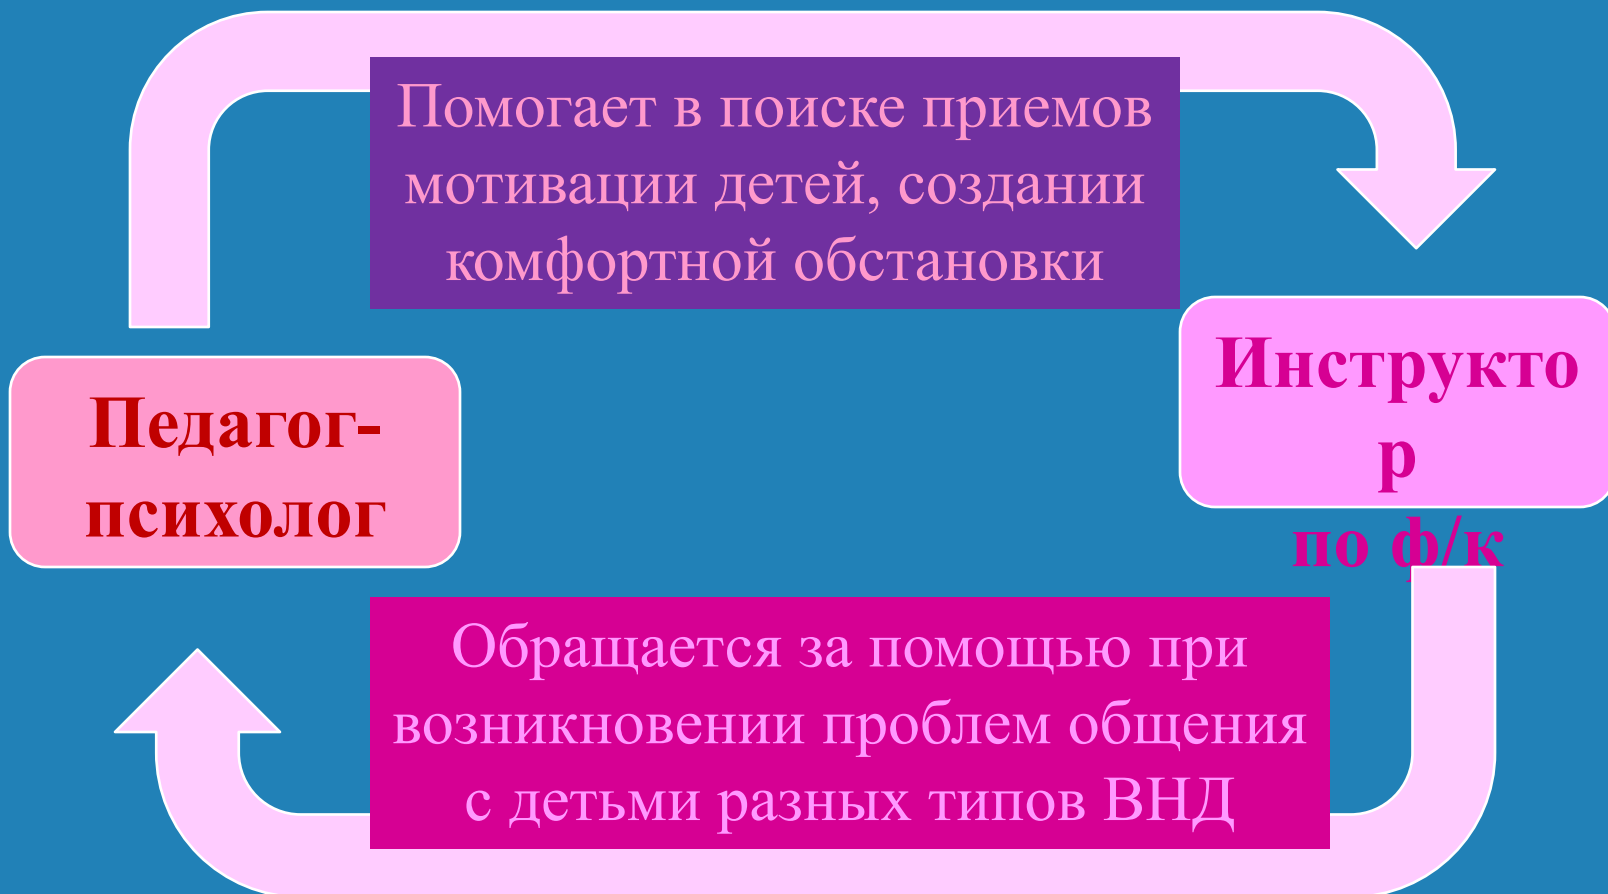 Помогает в поиске приемов
мотивации детей, создании
комфортной обстановки
Педагог-
психолог
Инструкто
р
по ф/к
Обращается за помощью при
возникновении проблем общения
с детьми разных типов ВНД